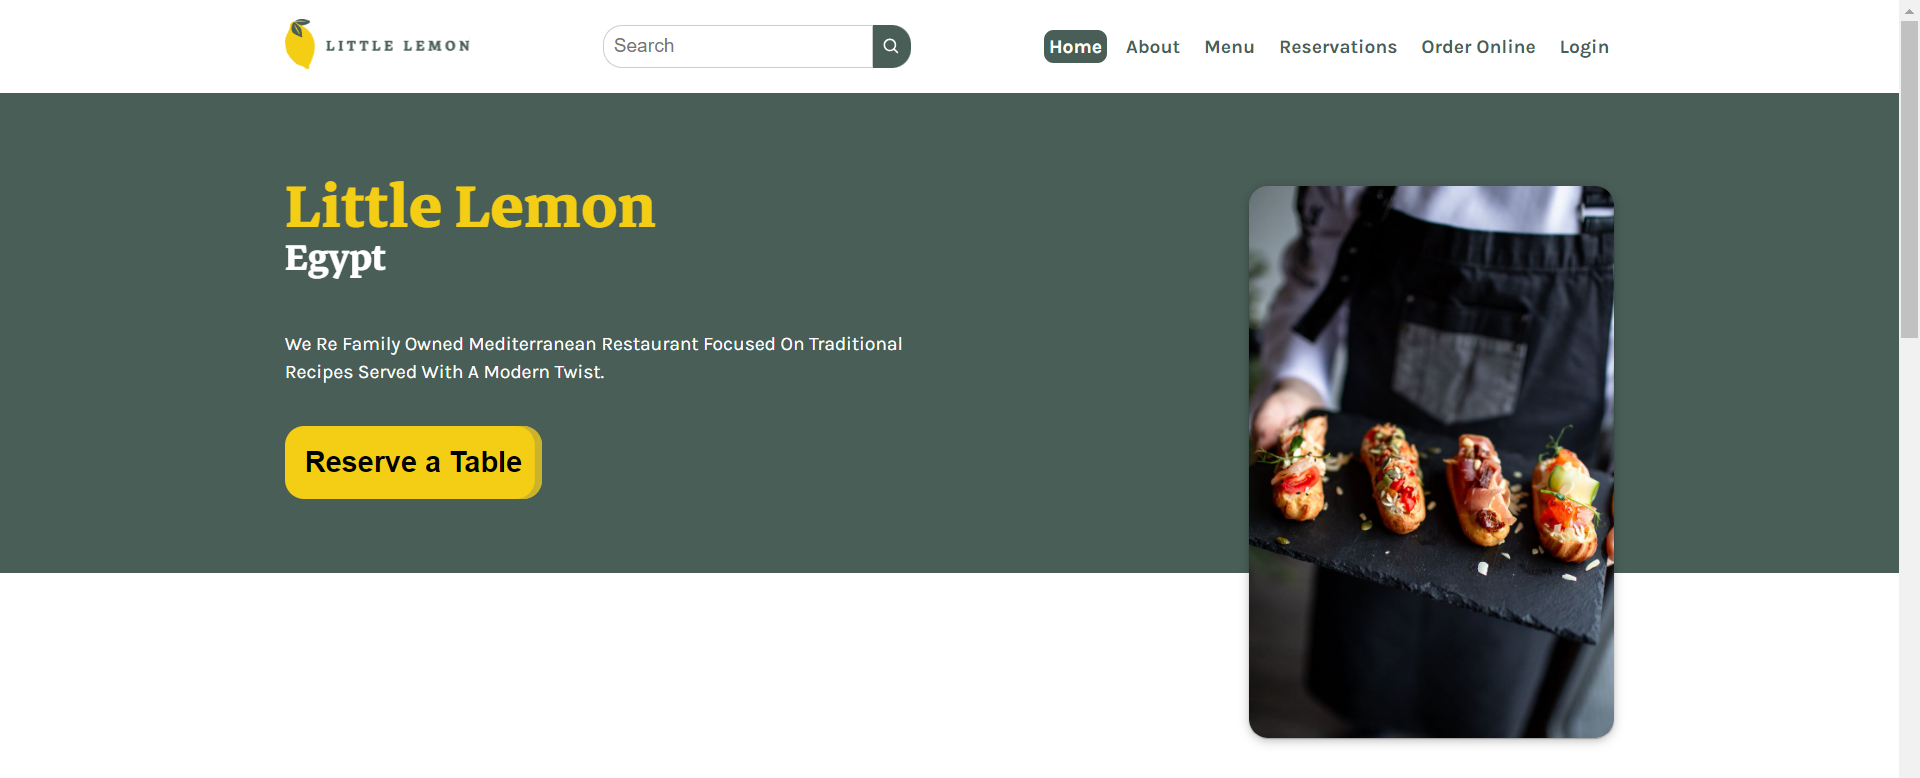 LITTLE LEMON
Search
Home About Menu Reservations Order Online Login
Little Lemon
Egypt
We Re Family Owned Mediterranean Restaurant Focused On Traditional
Recipes Served With A Modern Twist.
Reserve a Table